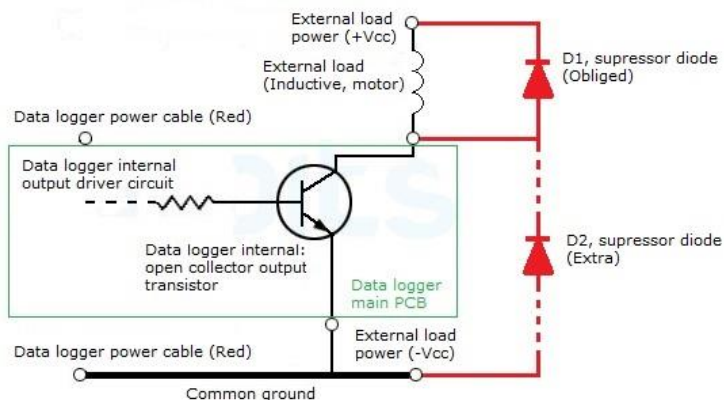 External load
power (+Vcc)
External load
(Inductive, motor)
D1, supressor diode
(Obliged)
Data logger power cable (Red)
Data logger internal
output driver circuit
Data logger internal:
open collector output
transistor
D2, supressor diode
(Extra)
Data logger
main PCB
Data logger power cable (Red)
External load
power (-Vcc)
Common ground